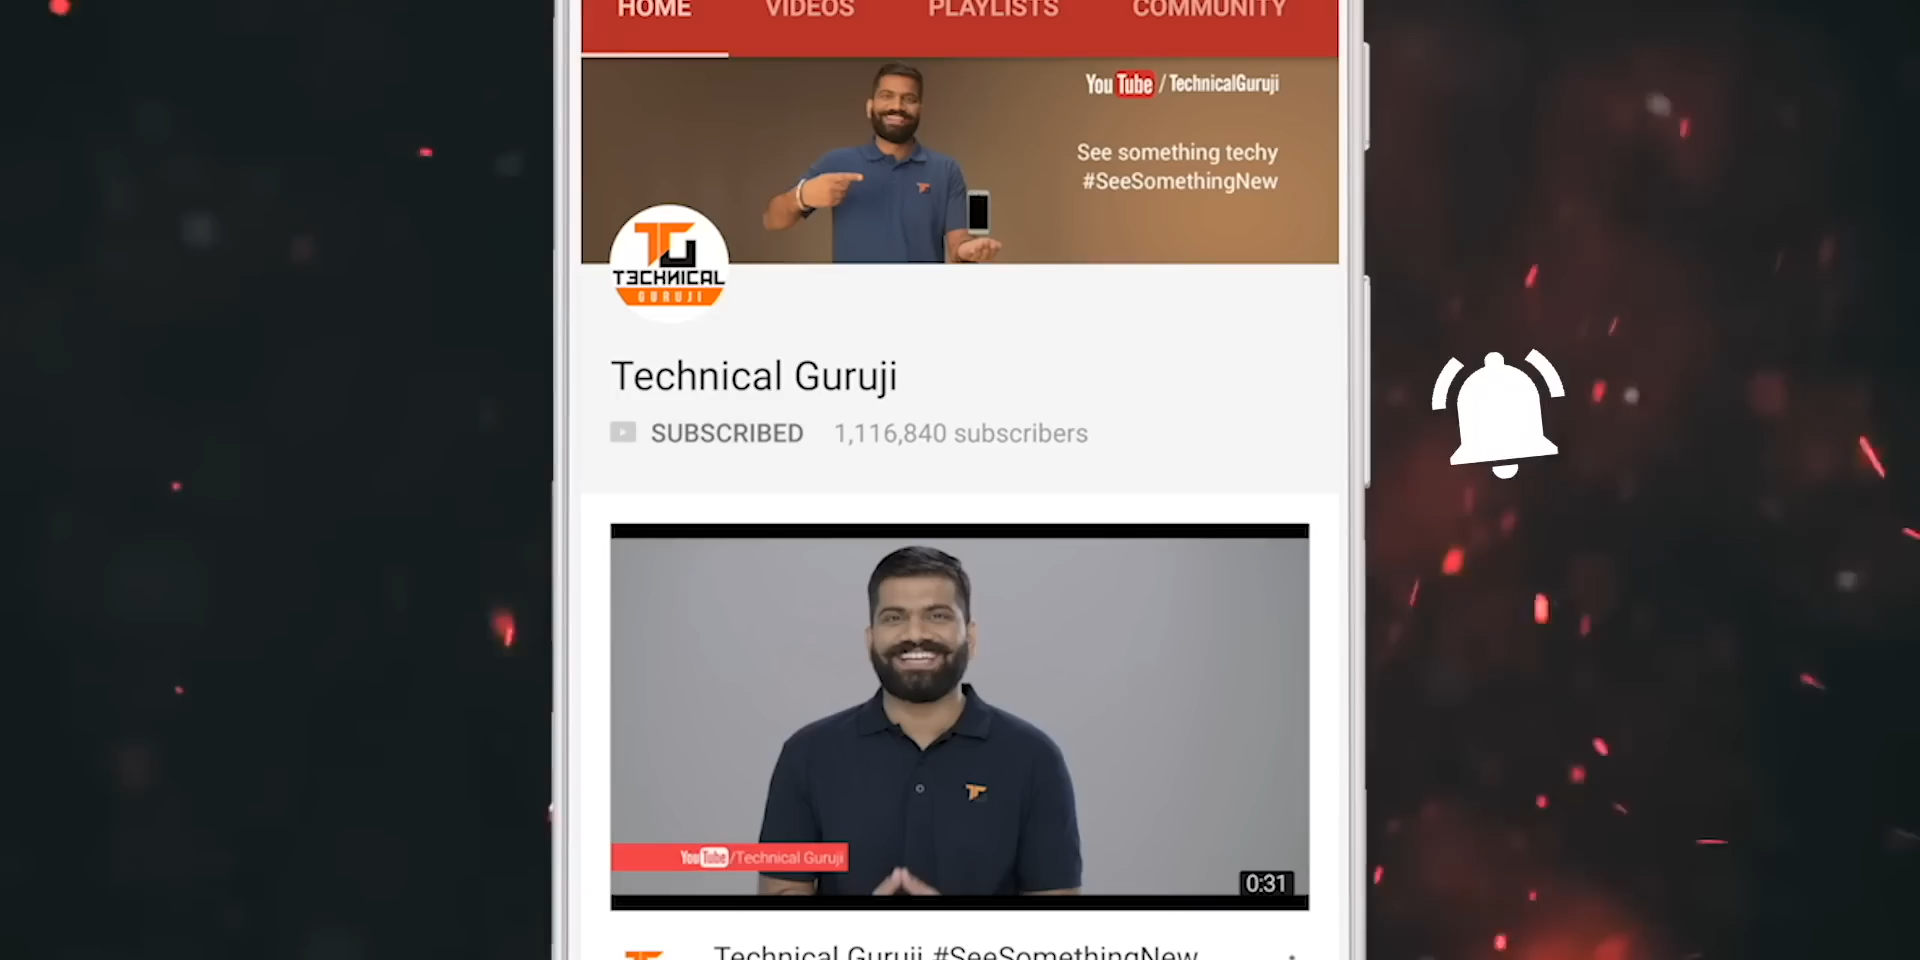 HOME VIDEOS PLAYLISTS COMMUNITY
YouTube / TechnicalGuruji
See something techy
#SeeSomethingNew
TG
TECHNICAL
GURUJI
Technical Guruji
SUBSCRIBED 1,116,840 subscribers
YouTube/Technical Guruji
0:31
Technical Guruji #SeeSomethingNew